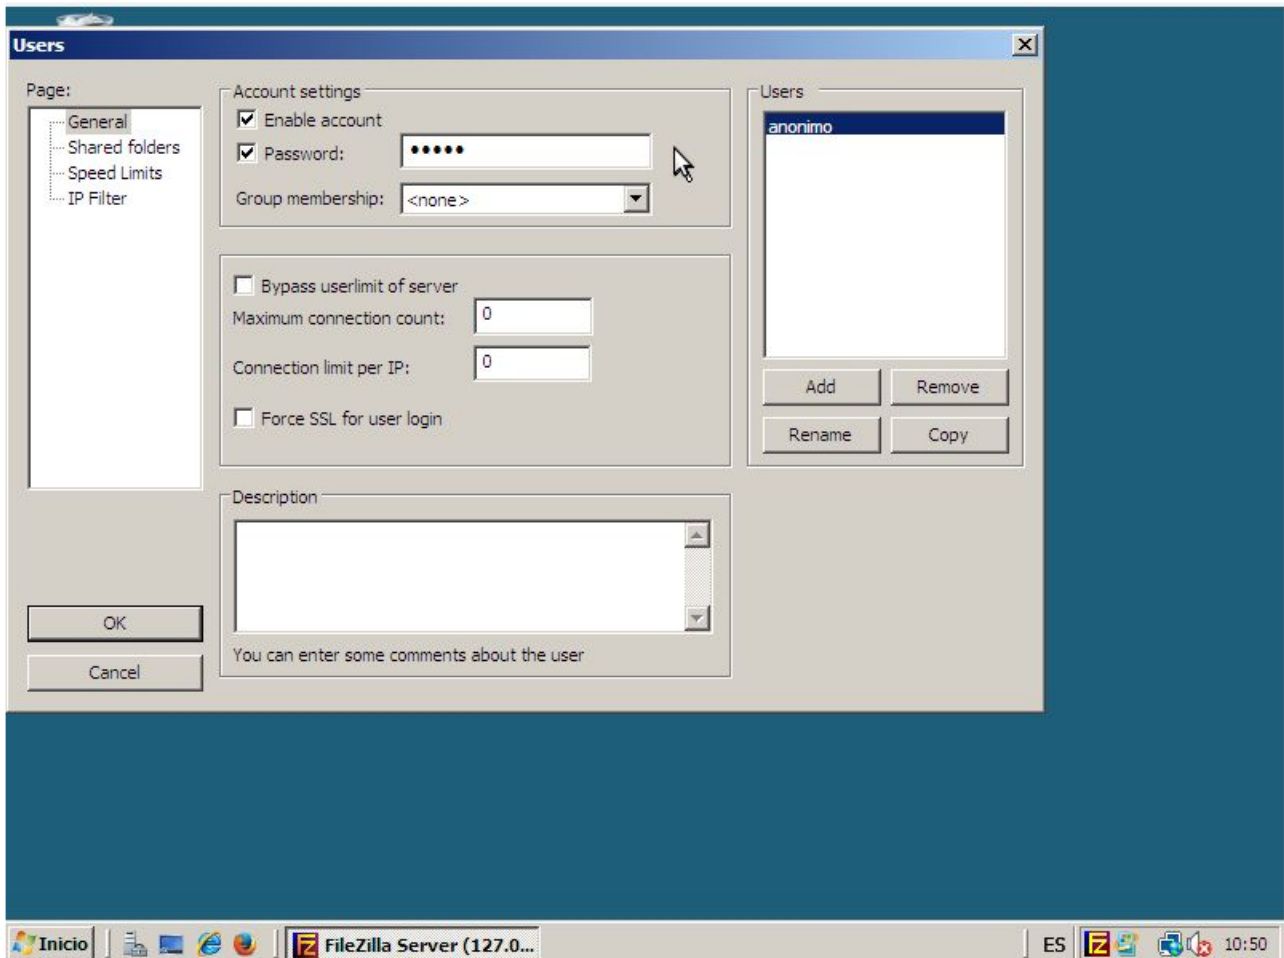 Users
Page:
General
Shared folders
Speed Limits
IP Filter
OK
Cancel
Account settings
Enable account
Password: •••••
Group membership: <none>
Bypass userlimit of server
Maximum connection count: 0
Connection limit per IP: 0
Force SSL for user login
Description
You can enter some comments about the user
Users
anonimo
Add Remove
Rename Copy
Inicio FileZilla Server (127.0... ES 10:50